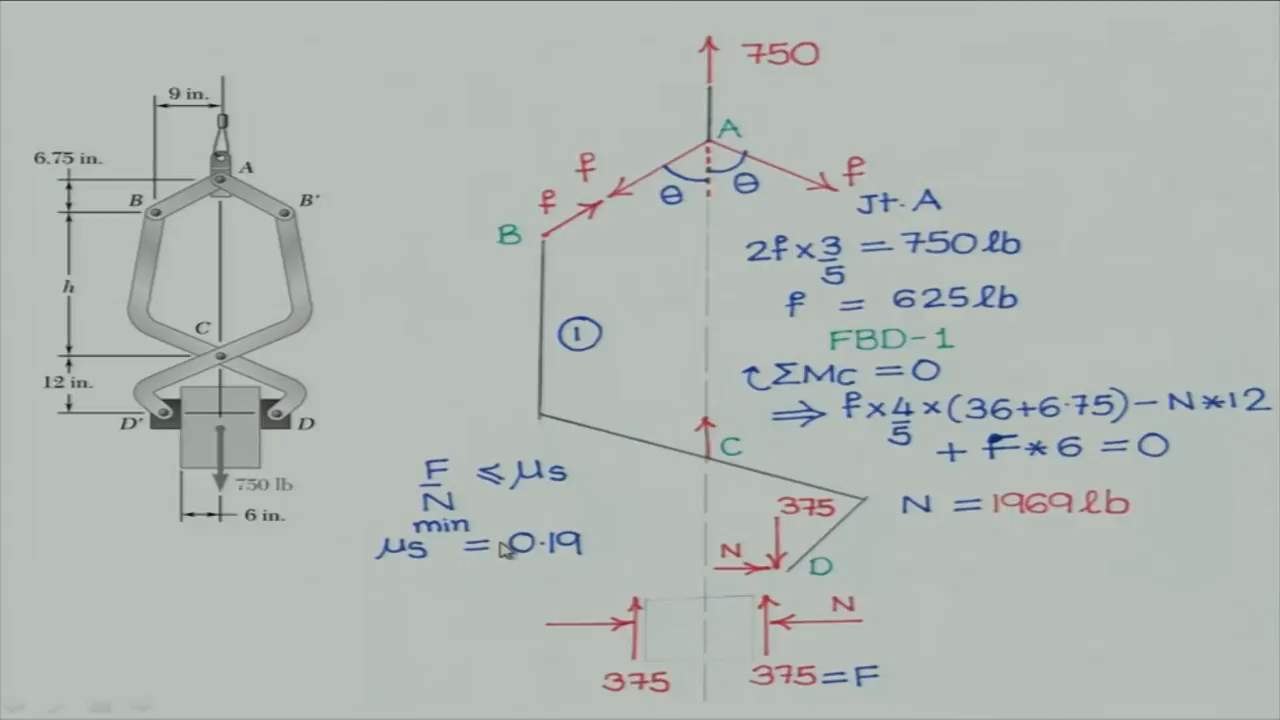 9 in.
6.75 in.
A
B
B'
h
C
12 in.
D'
D
750 lb
6 in.
750
A
f
f
θ
θ
f
B
Jt. A
2f × 3/5 = 750 lb
f = 625 lb
1
FBD-1
ΣMc = 0
⇒ f × 4/5 × (36+6.75) − N * 12
+ F * 6 = 0
C
F/N ≤ μs
N = 1969 lb
μs min = 0.19
375
N
D
N
375
375 = F